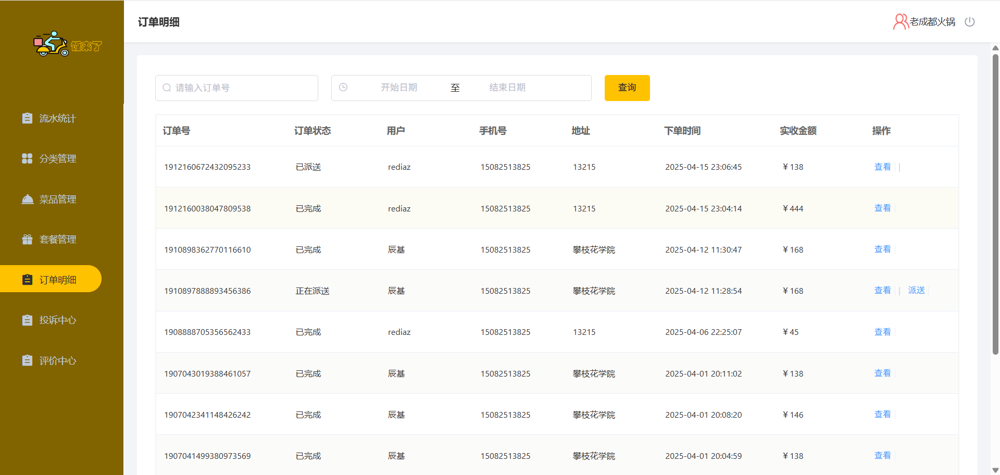 订单明细
老成都火锅
饭来了
流水统计
分类管理
菜品管理
套餐管理
订单明细
投诉中心
评价中心
请输入订单号 开始日期 至 结束日期 查询
订单号 订单状态 用户 手机号 地址 下单时间 实收金额 操作
1912160672432095233 已派送 rediaz 15082513825 13215 2025-04-15 23:06:45 ￥138 查看 |
1912160038047809538 已完成 rediaz 15082513825 13215 2025-04-15 23:04:14 ￥444 查看
1910898362770116610 已完成 辰基 15082513825 攀枝花学院 2025-04-12 11:30:47 ￥168 查看
1910897888893456386 正在派送 辰基 15082513825 攀枝花学院 2025-04-12 11:28:54 ￥168 查看 | 派送
1908888705356562433 已完成 rediaz 15082513825 13215 2025-04-06 22:25:07 ￥45 查看
1907043019388461057 已完成 辰基 15082513825 攀枝花学院 2025-04-01 20:11:02 ￥138 查看
1907042341148426242 已完成 辰基 15082513825 攀枝花学院 2025-04-01 20:08:20 ￥146 查看
1907041499380973569 已完成 辰基 15082513825 攀枝花学院 2025-04-01 20:04:59 ￥138 查看